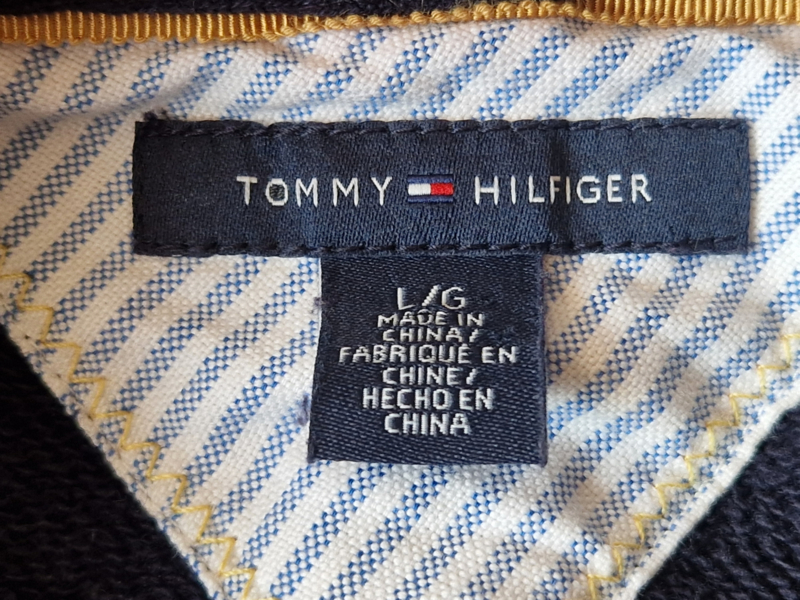 TOMMY HILFIGER
L/G
MADE IN
CHINA/
FABRIQUÉ EN
CHINE/
HECHO EN
CHINA